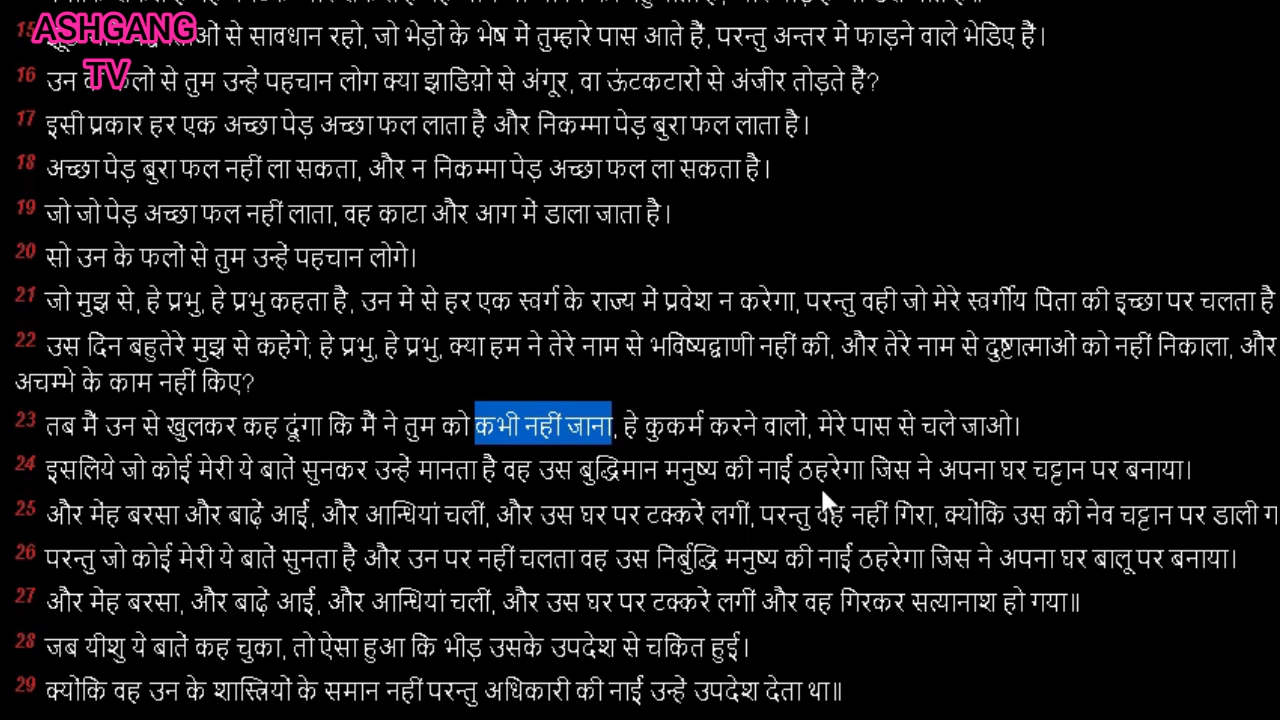 ASHGANG
TV
15 से सावधान रहो, जो भेड़ों के भेष में तुम्हारे पास आते हैं, परन्तु अन्तर में फाड़ने वाले भेडिए हैं।
16 उन के फलों से तुम उन्हें पहचान लोग क्या झाडिय़ों से अंगूर, वा ऊंटकटारों से अंजीर तोड़ते हैं?
17 इसी प्रकार हर एक अच्छा पेड़ अच्छा फल लाता है और निकम्मा पेड़ बुरा फल लाता है।
18 अच्छा पेड़ बुरा फल नहीं ला सकता, और न निकम्मा पेड़ अच्छा फल ला सकता है।
19 जो जो पेड़ अच्छा फल नहीं लाता, वह काटा और आग में डाला जाता है।
20 सो उन के फलों से तुम उन्हें पहचान लोगे।
21 जो मुझ से, हे प्रभु, हे प्रभु कहता है, उन में से हर एक स्वर्ग के राज्य में प्रवेश न करेगा, परन्तु वही जो मेरे स्वर्गीय पिता की इच्छा पर चलता है
22 उस दिन बहुतेरे मुझ से कहेंगे; हे प्रभु, हे प्रभु, क्या हम ने तेरे नाम से भविष्यद्वाणी नहीं की, और तेरे नाम से दुष्टात्माओं को नहीं निकाला, और
अचम्भे के काम नहीं किए?
23 तब मैं उन से खुलकर कह दूंगा कि मैं ने तुम को कभी नहीं जाना, हे कुकर्म करने वालों, मेरे पास से चले जाओ।
24 इसलिये जो कोई मेरी ये बातें सुनकर उन्हें मानता है वह उस बुद्धिमान मनुष्य की नाईं ठहरेगा जिस ने अपना घर चट्टान पर बनाया।
25 और मेंह बरसा और बाढ़ें आईं, और आन्धियां चलीं, और उस घर पर टक्करें लगीं, परन्तु वह नहीं गिरा, क्योंकि उस की नेव चट्टान पर डाली ग
26 परन्तु जो कोई मेरी ये बातें सुनता है और उन पर नहीं चलता वह उस निर्बुद्धि मनुष्य की नाईं ठहरेगा जिस ने अपना घर बालू पर बनाया।
27 और मेंह बरसा, और बाढ़ें आईं, और आन्धियां चलीं, और उस घर पर टक्करें लगीं और वह गिरकर सत्यानाश हो गया॥
28 जब यीशु ये बातें कह चुका, तो ऐसा हुआ कि भीड़ उसके उपदेश से चकित हुई।
29 क्योंकि वह उन के शास्त्रियों के समान नहीं परन्तु अधिकारी की नाईं उन्हें उपदेश देता था॥